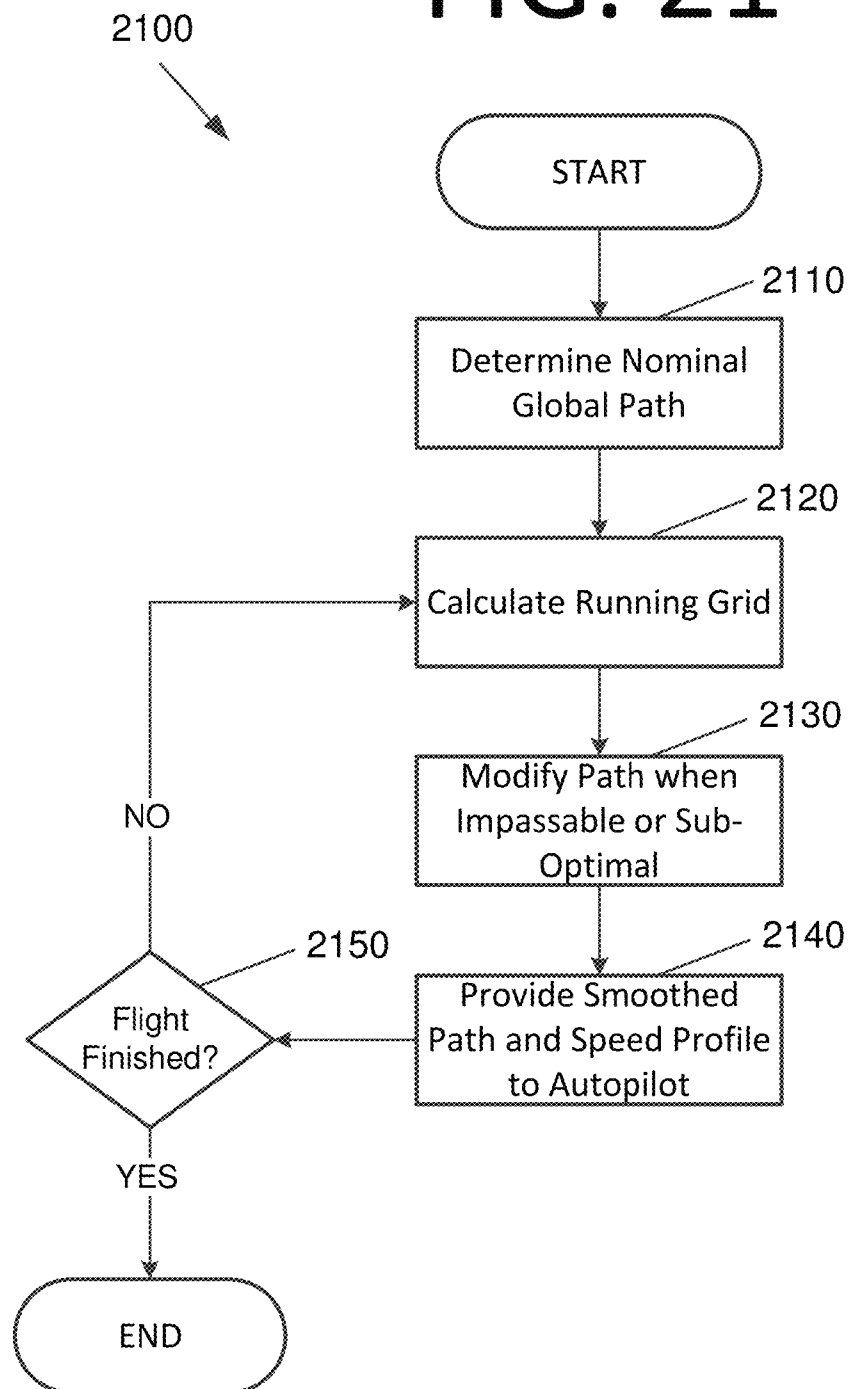 FIG. 21
2100
START
2110
Determine Nominal
Global Path
2120
Calculate Running Grid
2130
Modify Path when
Impassable or Sub-
Optimal
2140
Provide Smoothed
Path and Speed Profile
to Autopilot
2150
Flight
Finished?
NO
YES
END